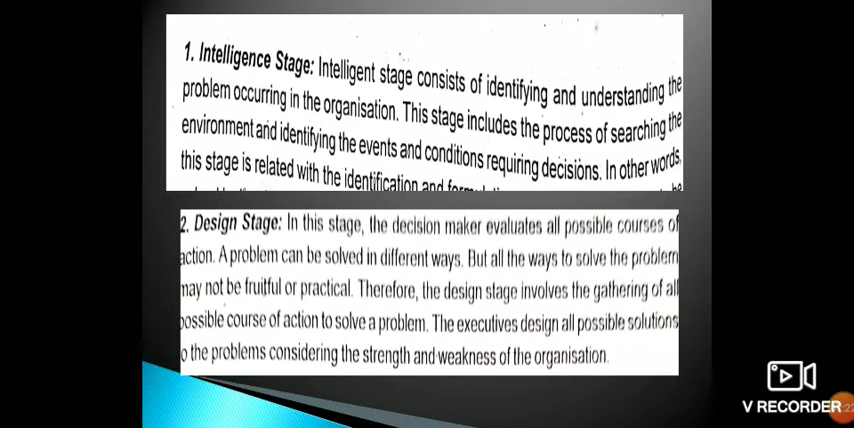 1. Intelligence Stage: Intelligent stage consists of identifying and understanding the
problem occurring in the organisation. This stage includes the process of searching the
environment and identifying the events and conditions requiring decisions. In other words,
this stage is related with the identification and
2. Design Stage: In this stage, the decision maker evaluates all possible courses of
action. A problem can be solved in different ways. But all the ways to solve the problem
may not be fruitful or practical. Therefore, the design stage involves the gathering of all
possible course of action to solve a problem. The executives design all possible solutions
o the problems considering the strength and weakness of the organisation.
V RECORDER